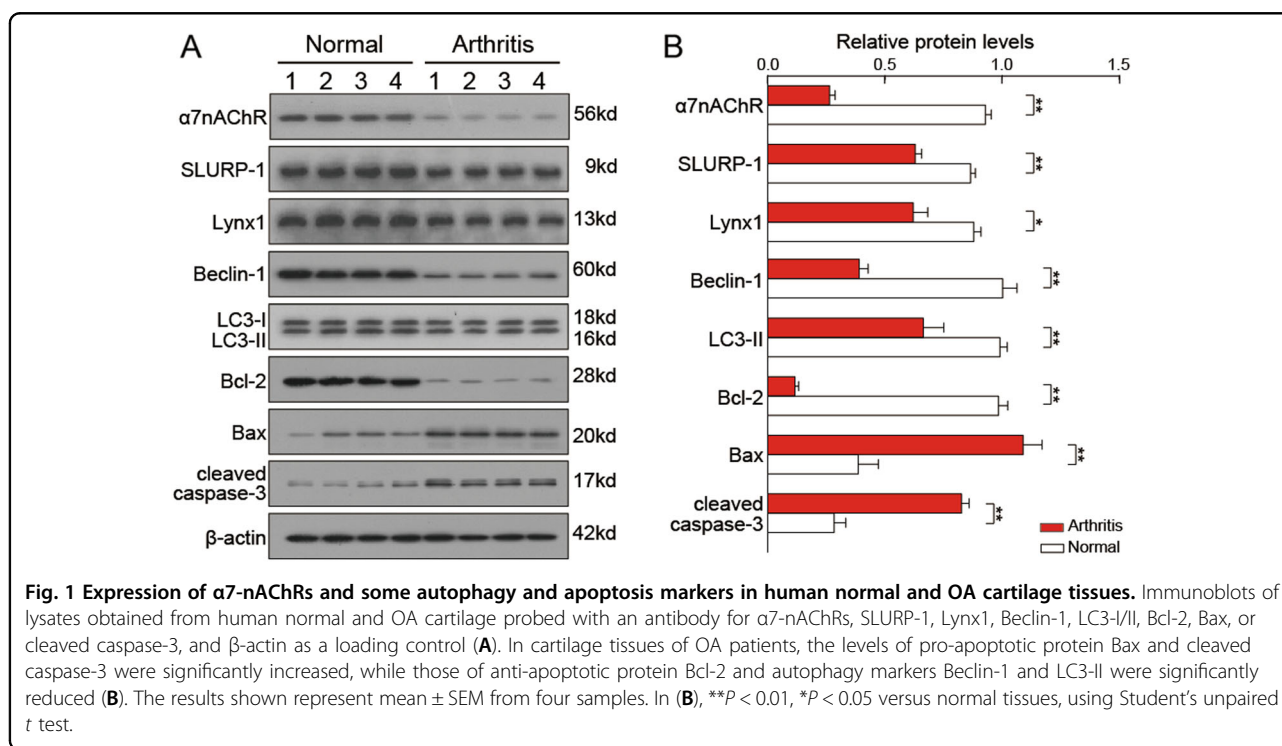 A
Normal Arthritis
1 2 3 4 1 2 3 4
α7nAChR 56kd
SLURP-1 9kd
Lynx1 13kd
Beclin-1 60kd
LC3-I 18kd
LC3-II 16kd
Bcl-2 28kd
Bax 20kd
cleaved
caspase-3 17kd
β-actin 42kd
B
Relative protein levels
0.0 0.5 1.0 1.5
α7nAChR **
SLURP-1 **
Lynx1 *
Beclin-1 **
LC3-II **
Bcl-2 **
Bax **
cleaved
caspase-3 **
Arthritis
Normal
Fig. 1 Expression of α7-nAChRs and some autophagy and apoptosis markers in human normal and OA cartilage tissues. Immunoblots of
lysates obtained from human normal and OA cartilage probed with an antibody for α7-nAChRs, SLURP-1, Lynx1, Beclin-1, LC3-I/II, Bcl-2, Bax, or
cleaved caspase-3, and β-actin as a loading control (A). In cartilage tissues of OA patients, the levels of pro-apoptotic protein Bax and cleaved
caspase-3 were significantly increased, while those of anti-apoptotic protein Bcl-2 and autophagy markers Beclin-1 and LC3-II were significantly
reduced (B). The results shown represent mean ± SEM from four samples. In (B), **P < 0.01, *P < 0.05 versus normal tissues, using Student's unpaired
t test.